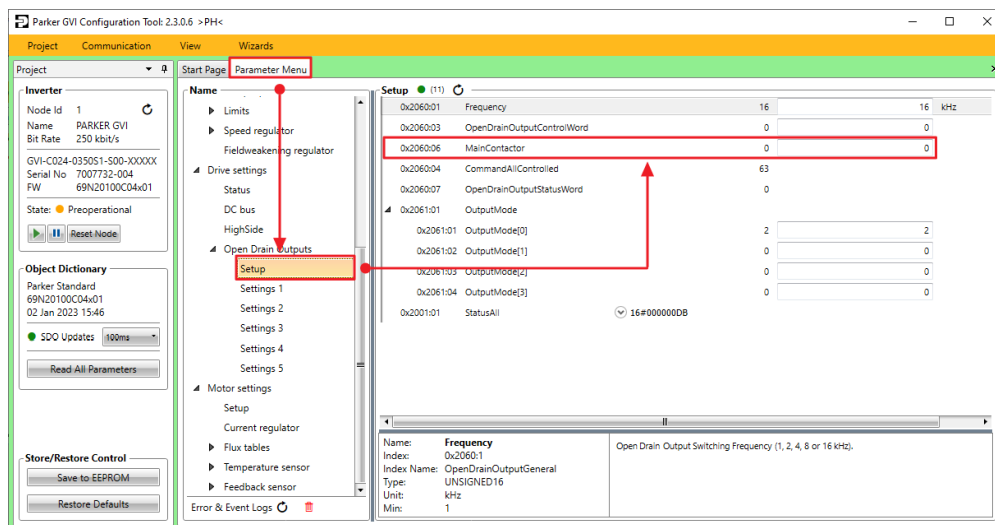 Parker GVI Configuration Tool: 2.3.0.6 >PH<
Project Communication View Wizards
Project
Inverter
Node Id 1
Name PARKER GVI
Bit Rate 250 kbit/s
GVI-C024-0350S1-S00-XXXXX
Serial No 7007732-004
FW 69N20100C04x01
State: Preoperational
Reset Node
Object Dictionary
Parker Standard
69N20100C04x01
02 Jan 2023 15:46
SDO Updates 100ms
Read All Parameters
Store/Restore Control
Save to EEPROM
Restore Defaults
Start Page Parameter Menu
Name
Limits
Speed regulator
Fieldweakening regulator
Drive settings
Status
DC bus
HighSide
Open Drain Outputs
Setup
Settings 1
Settings 2
Settings 3
Settings 4
Settings 5
Motor settings
Setup
Current regulator
Flux tables
Temperature sensor
Feedback sensor
Error & Event Logs
Setup (11)
0x2060:01 Frequency 16 16 kHz
0x2060:03 OpenDrainOutputControlWord 0 0
0x2060:06 MainContactor 0 0
0x2060:04 CommandAllControlled 63
0x2060:07 OpenDrainOutputStatusWord 0
0x2061:01 OutputMode
0x2061:01 OutputMode[0] 2 2
0x2061:02 OutputMode[1] 0 0
0x2061:03 OutputMode[2] 0 0
0x2061:04 OutputMode[3] 0 0
0x2001:01 StatusAll 16#000000DB
Name: Frequency
Index: 0x2060:1
Index Name: OpenDrainOutputGeneral
Type: UNSIGNED16
Unit: kHz
Min: 1
Open Drain Output Switching Frequency (1, 2, 4, 8 or 16 kHz).